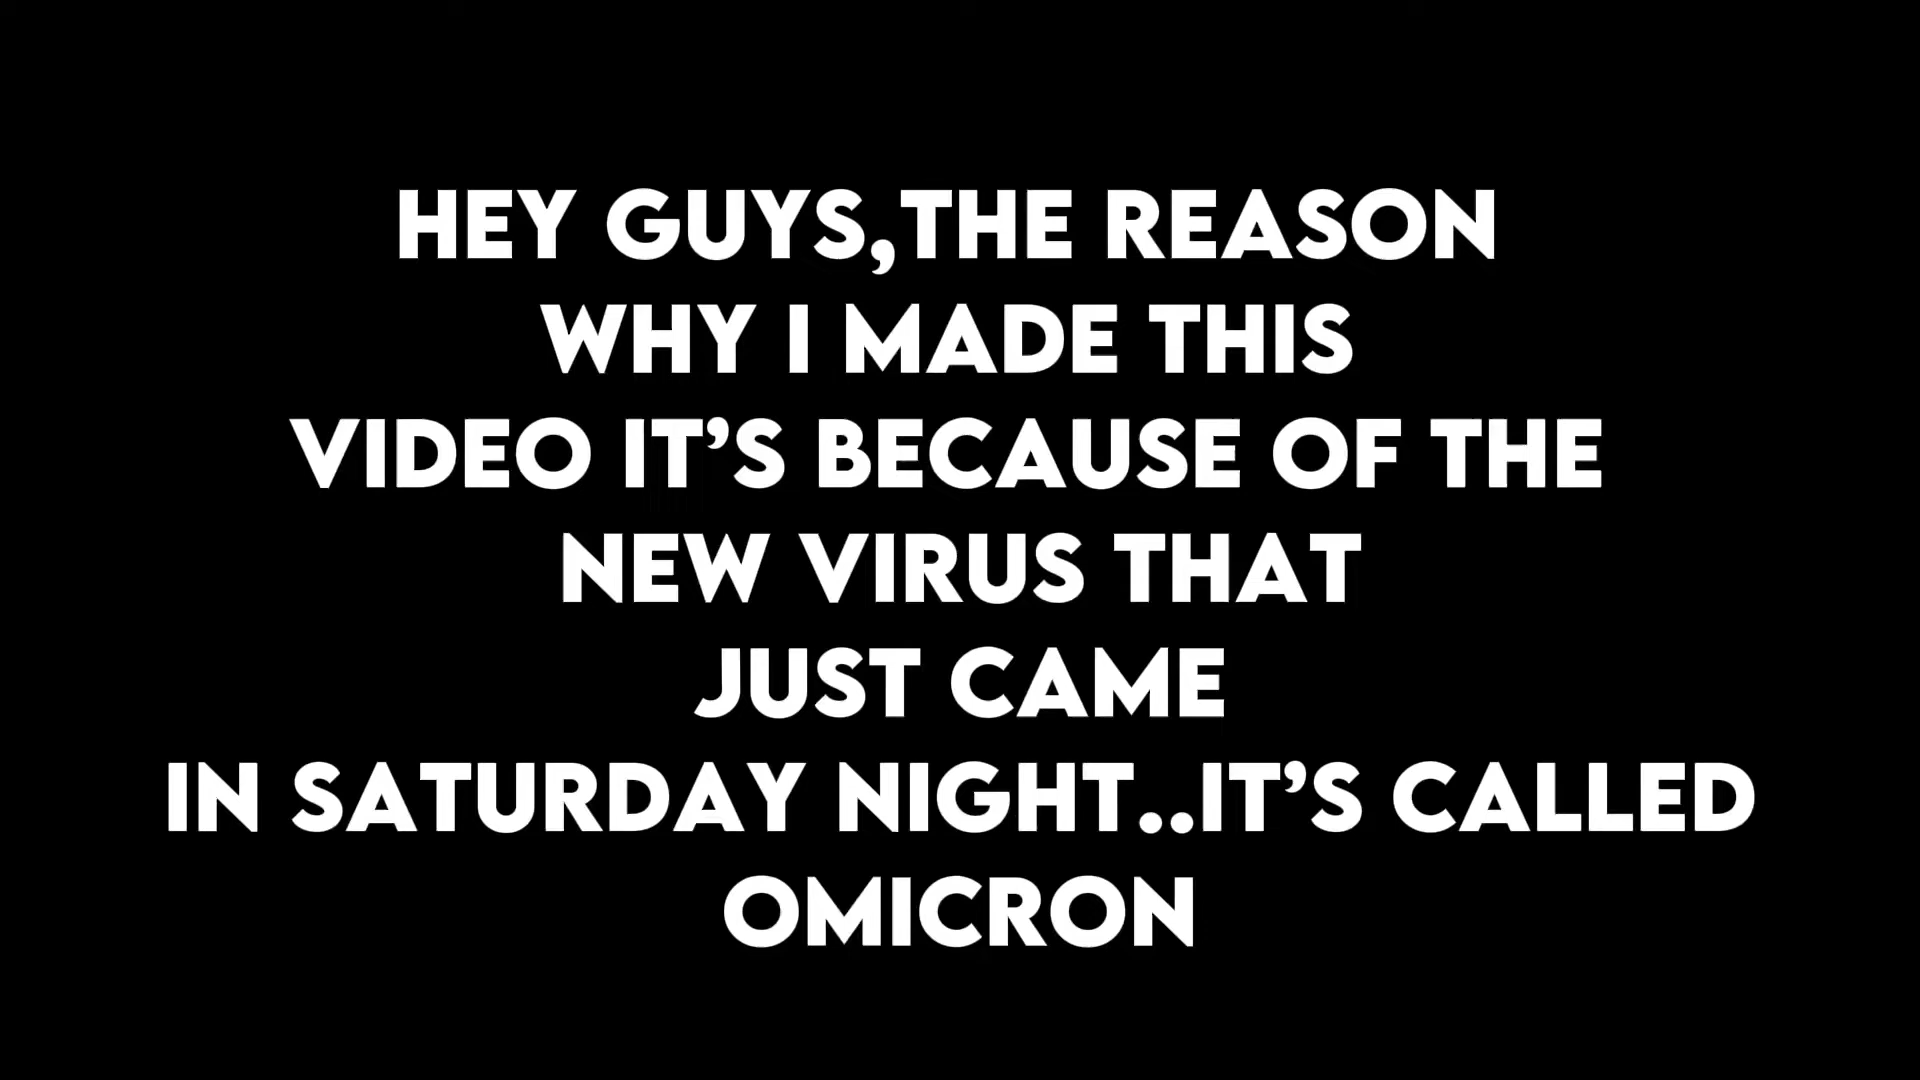 HEY GUYS,THE REASON
WHY I MADE THIS
VIDEO IT’S BECAUSE OF THE
NEW VIRUS THAT
JUST CAME
IN SATURDAY NIGHT..IT’S CALLED
OMICRON